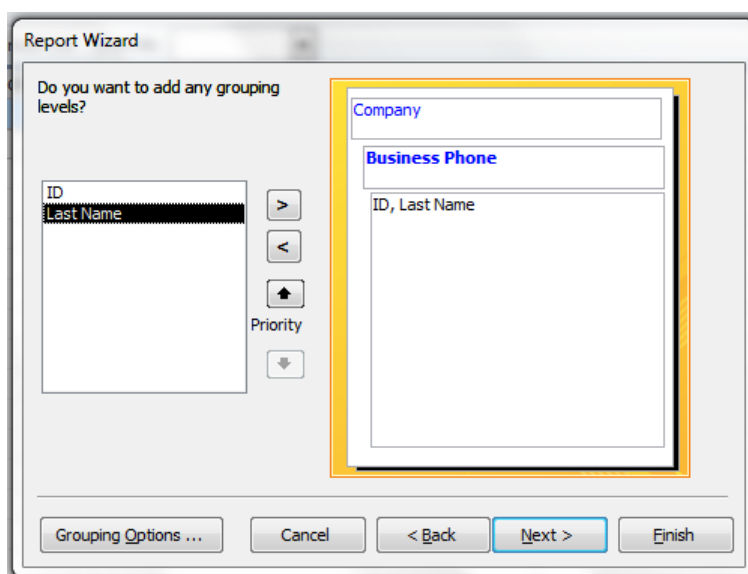 Report Wizard
Do you want to add any grouping
levels?
Company
Business Phone
ID
Last Name
>
<
Priority
ID, Last Name
Grouping Options ...
Cancel
< Back
Next >
Finish